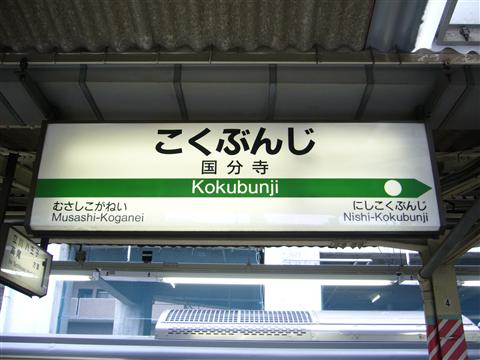 こくぶんじ
国分寺
Kokubunji
むさしこがねい
Musashi-Koganei
にしこくぶんじ
Nishi-Kokubunji
4